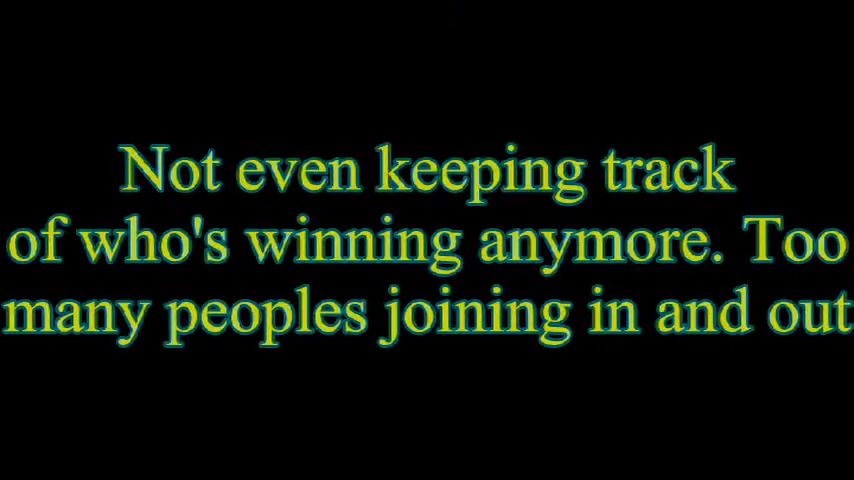 Not even keeping track
of who's winning anymore. Too
many peoples joining in and out